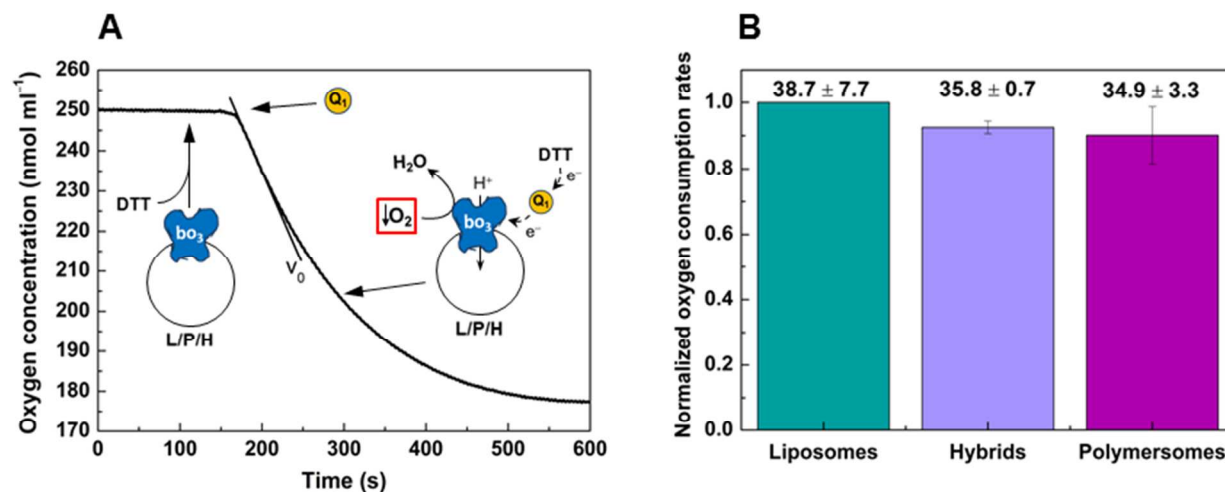 A
260
250
240
230
220
210
200
190
180
170
0
100
200
300
400
500
600
Oxygen concentration (nmol ml⁻¹)
Time (s)
DTT
bo₃
L/P/H
Q₁
V₀
H₂O
↓O₂
H⁺
bo₃
DTT
e⁻
Q₁
e⁻
L/P/H
B
38.7 ± 7.7
35.8 ± 0.7
34.9 ± 3.3
1.0
0.8
0.6
0.4
0.2
0.0
Normalized oxygen consumption rates
Liposomes
Hybrids
Polymersomes